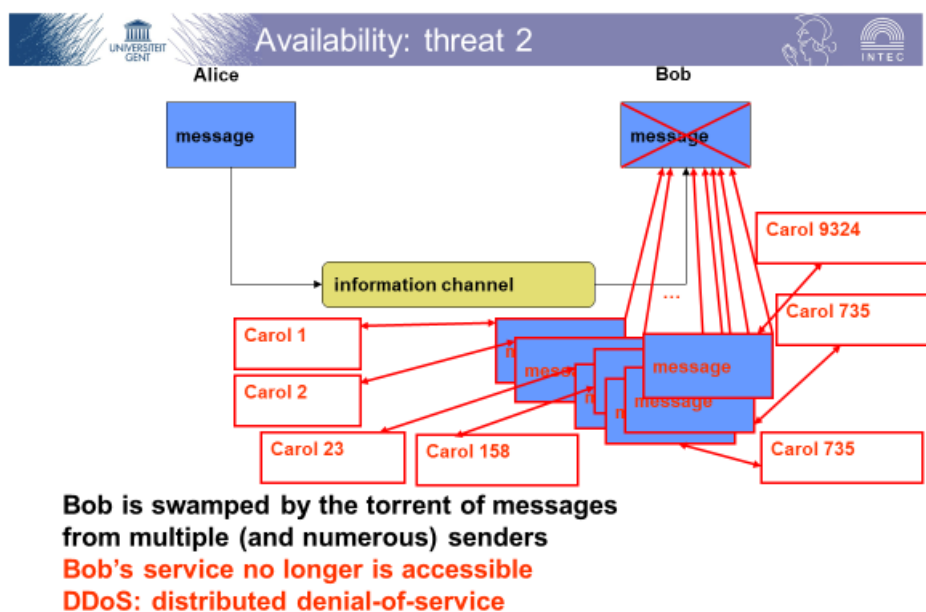 UNIVERSITEIT
GENT
Availability: threat 2
INTEC
Alice
Bob
message
message
Carol 9324
information channel
...
Carol 1
Carol 735
message
message
Carol 2
message
Carol 23
Carol 158
Carol 735
Bob is swamped by the torrent of messages
from multiple (and numerous) senders
Bob's service no longer is accessible
DDoS: distributed denial-of-service